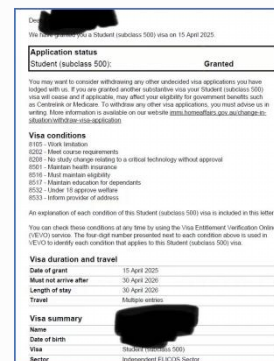 Dea
We have granted you a Student (subclass 500) visa on 15 April 2025.
Application status
Student (subclass 500): Granted
You may want to consider withdrawing any other undecided visa applications you have
lodged with us. If you are granted another substantive visa your Student (subclass 500)
visa will cease and if applicable, may affect your eligibility for government benefits such
as Centrelink or Medicare. To withdraw any other visa applications, you must advise us in
writing. More information is available on our website immi.homeaffairs.gov.au/change-in-
situation/withdraw-visa-application
Visa conditions
8105 - Work limitation
8202 - Meet course requirements
8208 - No study change relating to a critical technology without approval
8501 - Maintain health insurance
8516 - Must maintain eligibility
8517 - Maintain education for dependants
8532 - Under 18 approve welfare
8533 - Inform provider of address
An explanation of each condition of this Student (subclass 500) visa is included in this letter
You can check these conditions at any time by using the Visa Entitlement Verification Online
(VEVO) service. The four-digit number presented next to each condition above is used in
VEVO to identify each condition that applies to this Student (subclass 500) visa.
Visa duration and travel
Date of grant 15 April 2025
Must not arrive after 30 April 2026
Length of stay 30 April 2026
Travel Multiple entries
Visa summary
Name
Date of birth
Visa Student (subclass 500)
Sector Independent ELICOS Sector